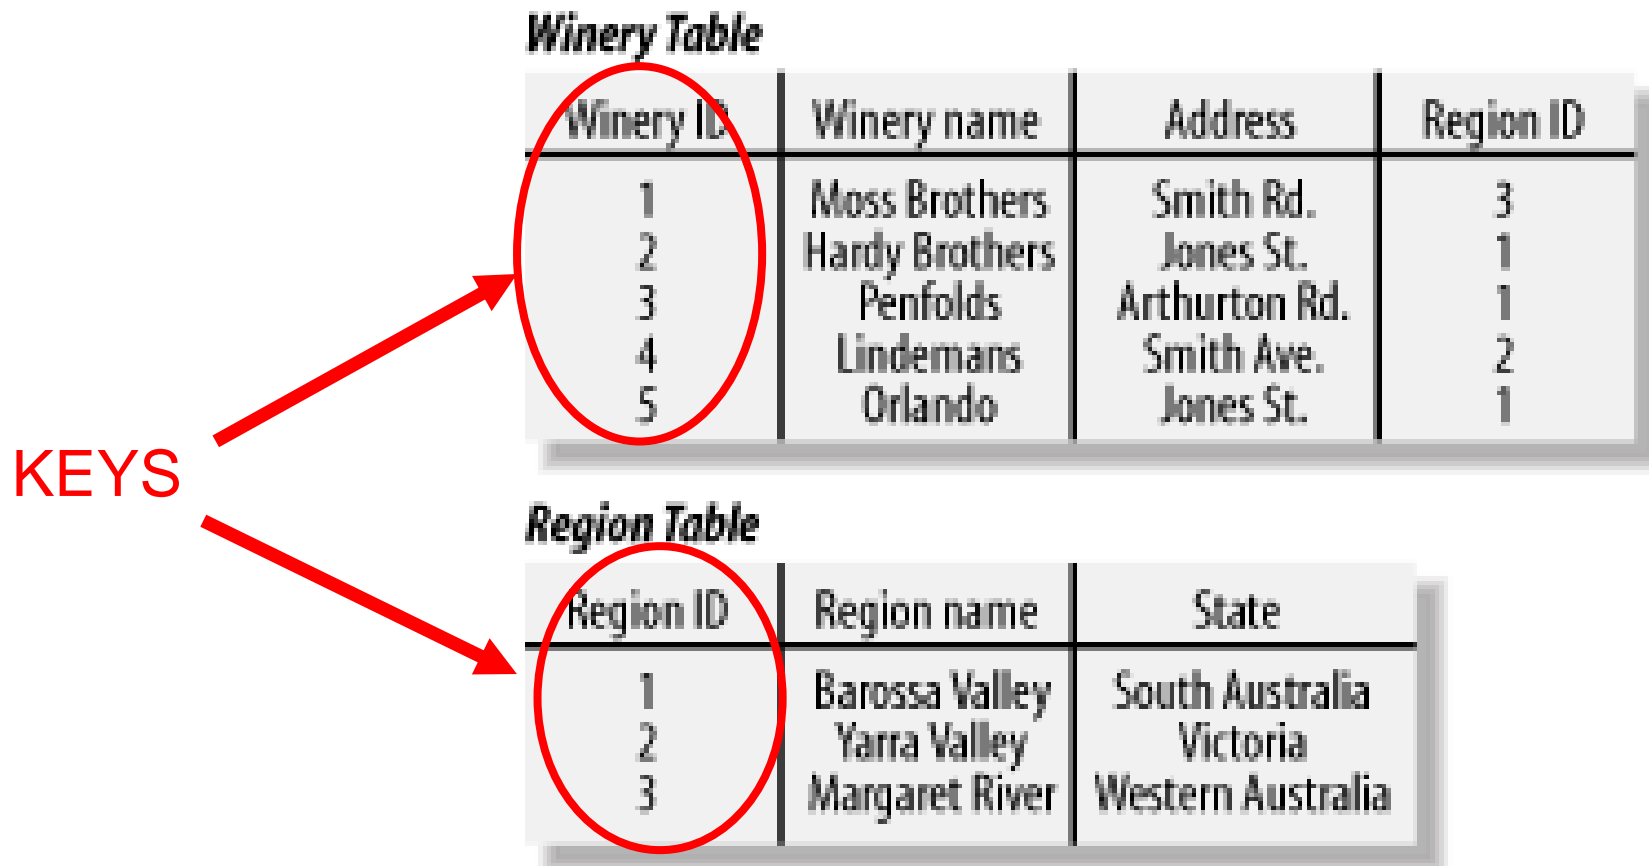 Winery Table
Winery ID Winery name Address Region ID
1 Moss Brothers Smith Rd. 3
2 Hardy Brothers Jones St. 1
3 Penfolds Arthurton Rd. 1
4 Lindemans Smith Ave. 2
5 Orlando Jones St. 1
KEYS
Region Table
Region ID Region name State
1 Barossa Valley South Australia
2 Yarra Valley Victoria
3 Margaret River Western Australia